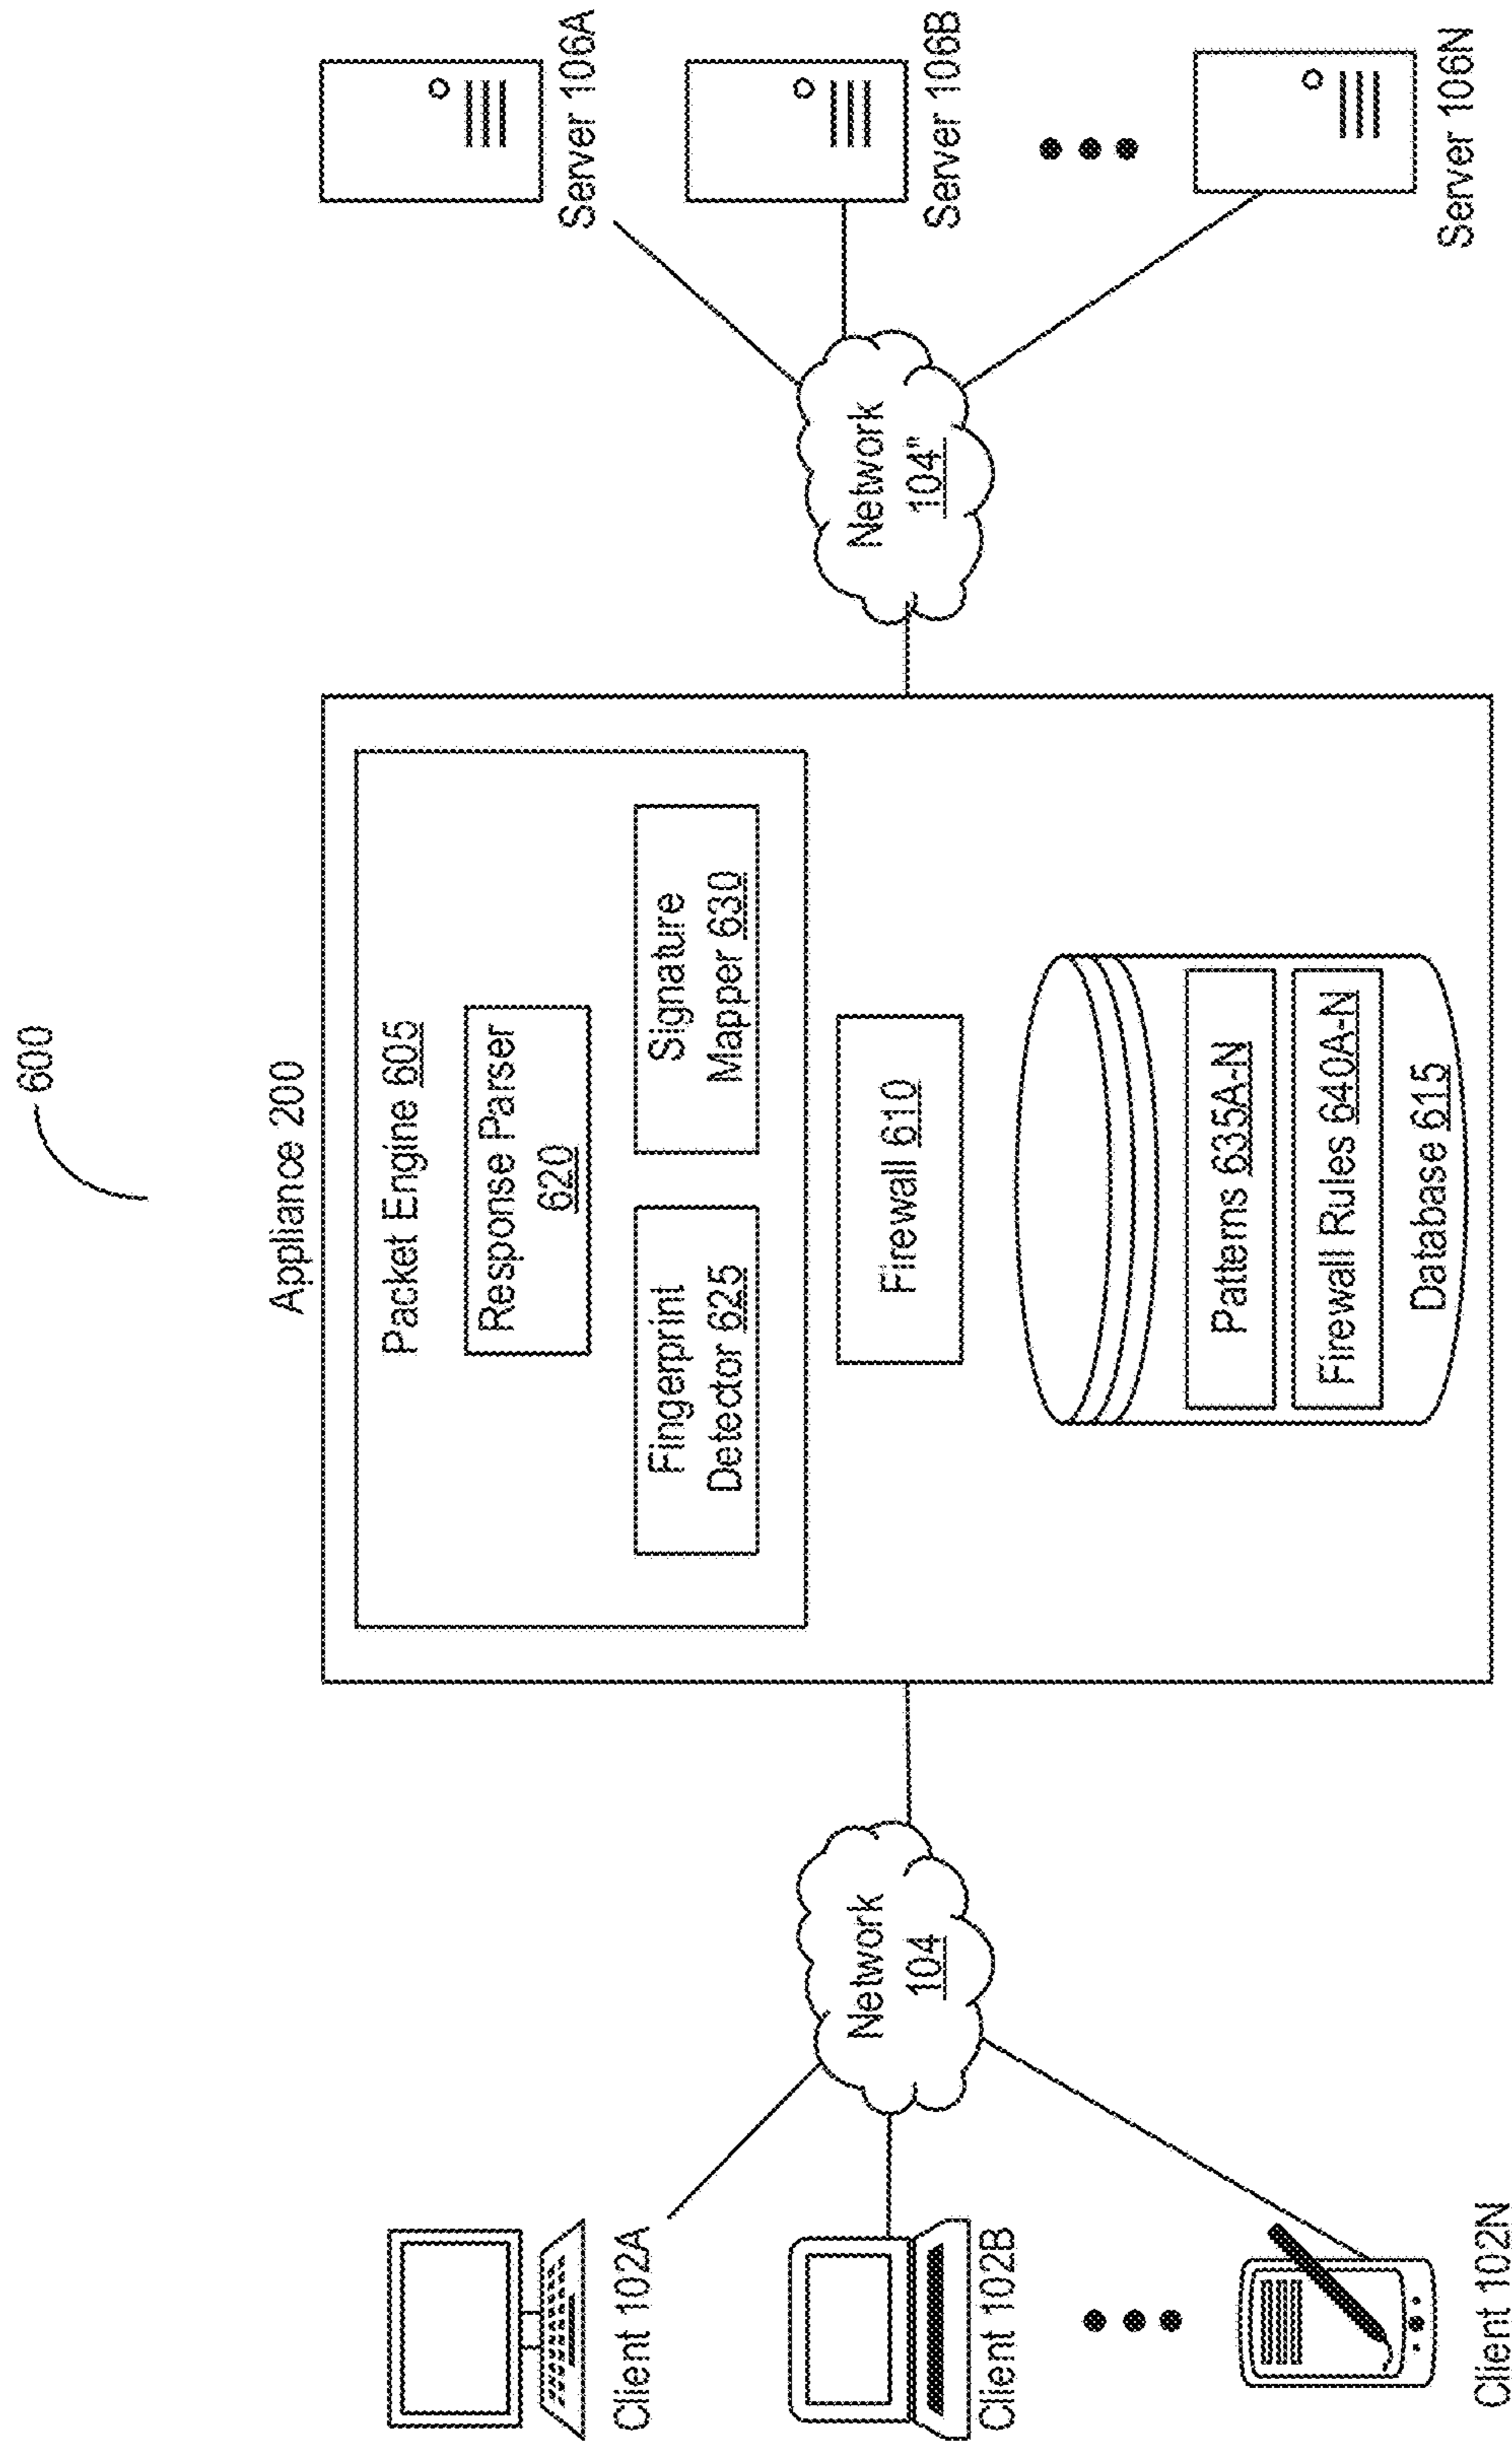 600
Appliance 200
Packet Engine 605
Response Parser
620
Fingerprint
Detector 625
Signature
Mapper 630
Firewall 610
Patterns 635A-N
Firewall Rules 640A-N
Database 615
Client 102A
Client 102B
Client 102N
Network
104
Network
104"
Server 106A
Server 106B
Server 106N